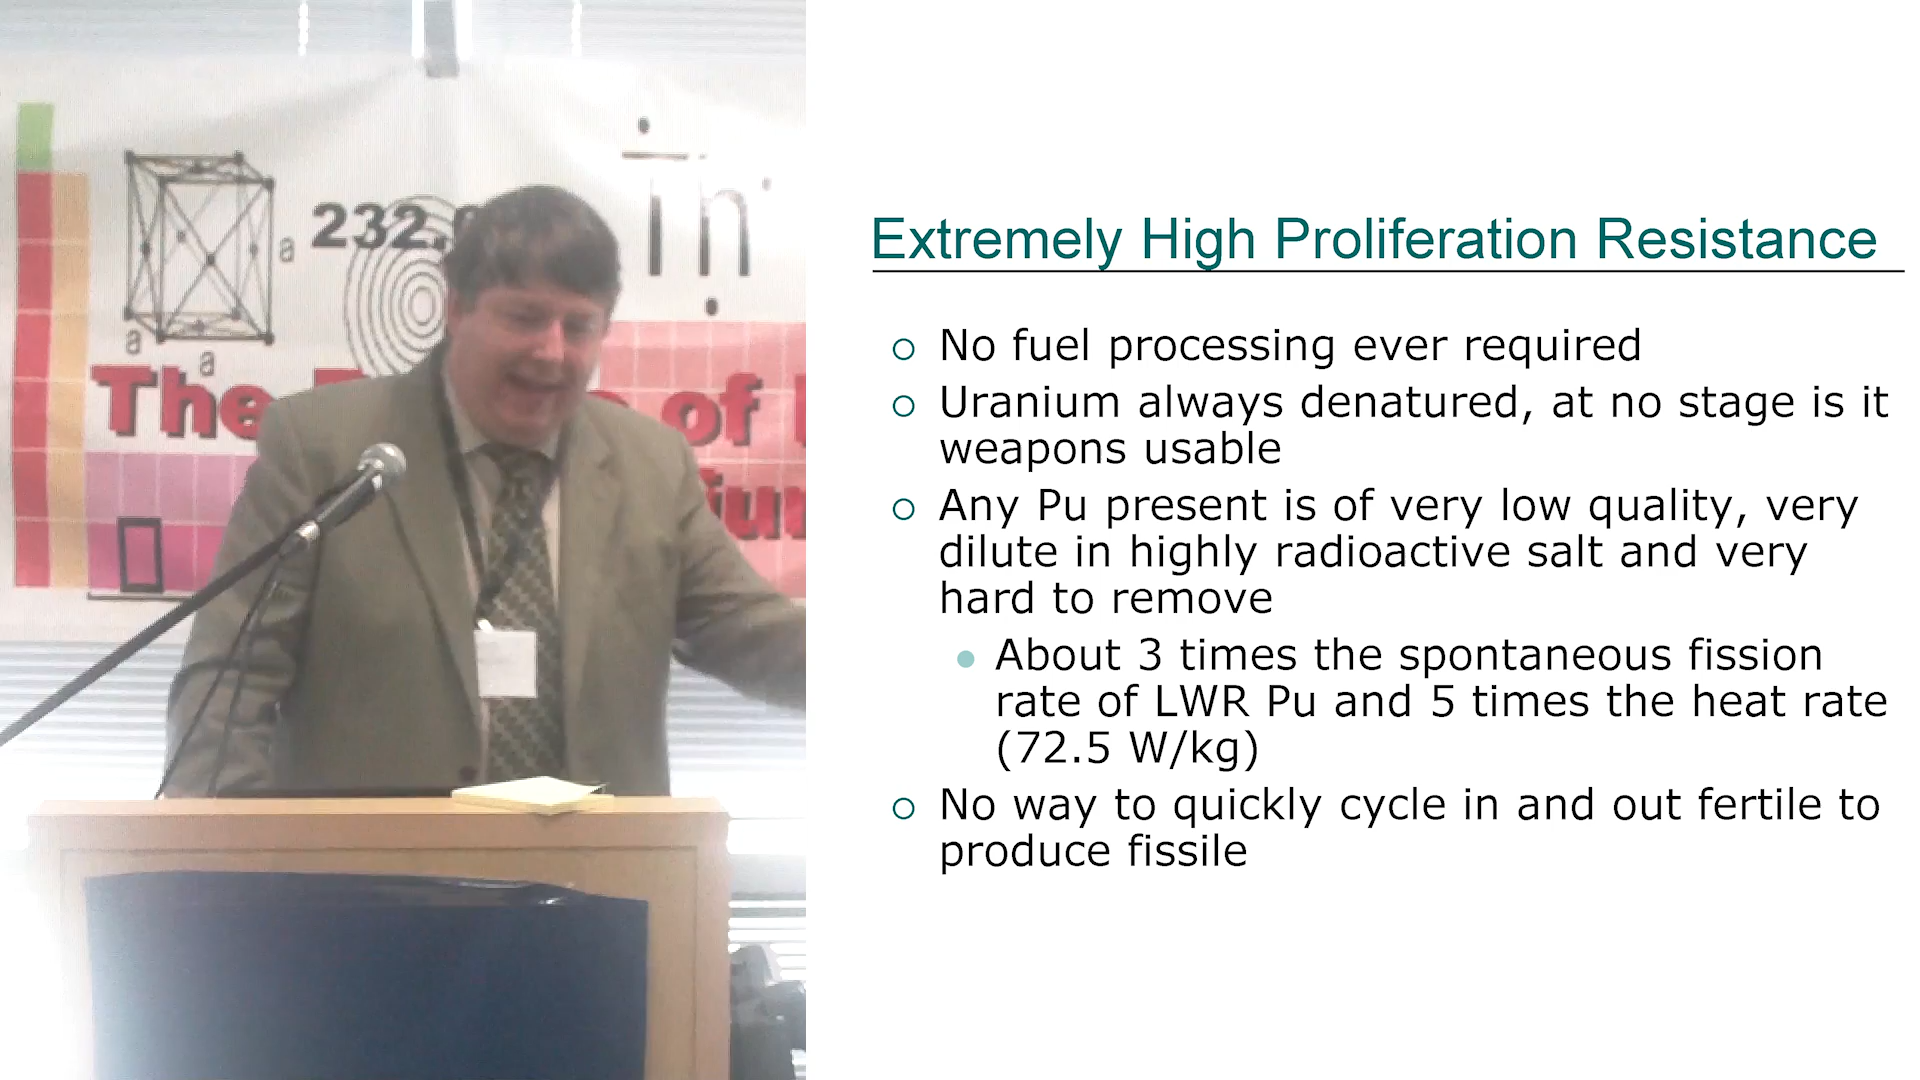 a
232.
Th
a
a
The
of
Extremely High Proliferation Resistance
No fuel processing ever required
Uranium always denatured, at no stage is it
weapons usable
Any Pu present is of very low quality, very
dilute in highly radioactive salt and very
hard to remove
About 3 times the spontaneous fission
rate of LWR Pu and 5 times the heat rate
(72.5 W/kg)
No way to quickly cycle in and out fertile to
produce fissile